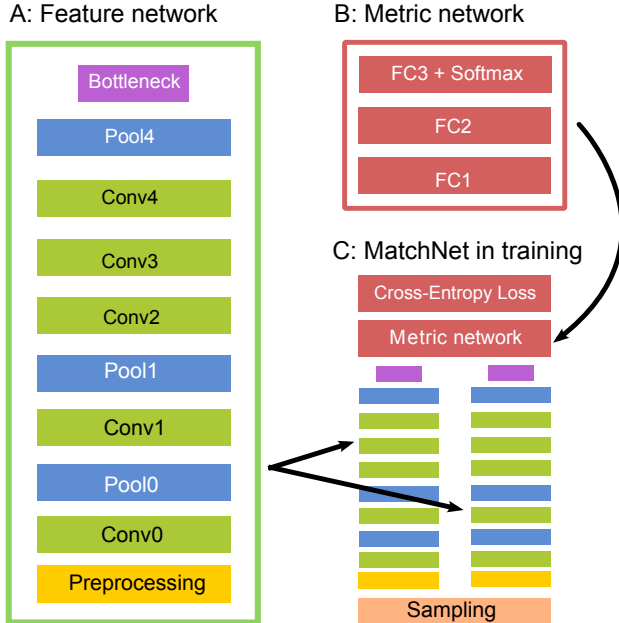 A: Feature network
Bottleneck
Pool4
Conv4
Conv3
Conv2
Pool1
Conv1
Pool0
Conv0
Preprocessing
B: Metric network
FC3 + Softmax
FC2
FC1
C: MatchNet in training
Cross-Entropy Loss
Metric network
Sampling